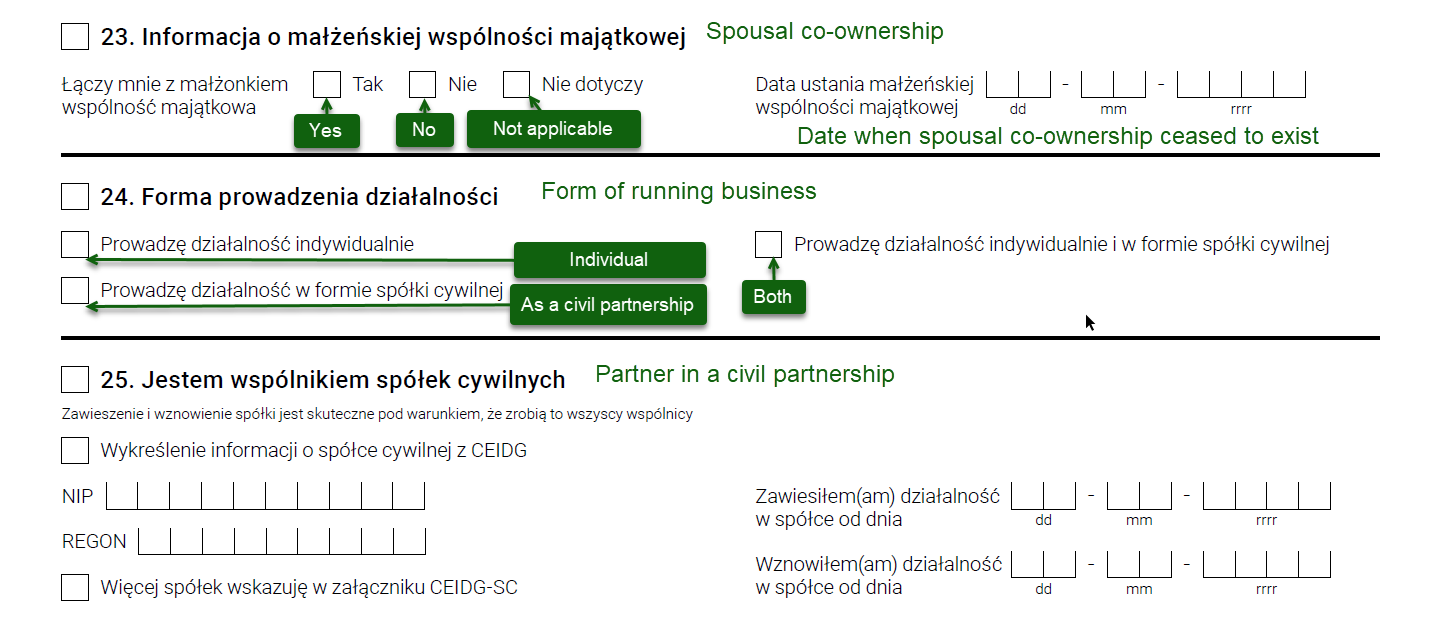 23. Informacja o małżeńskiej wspólności majątkowej Spousal co-ownership
Łączy mnie z małżonkiem Tak Nie Nie dotyczy
wspólność majątkowa
Yes No Not applicable
Data ustania małżeńskiej
wspólności majątkowej
- -
dd mm rrrr
Date when spousal co-ownership ceased to exist
24. Forma prowadzenia działalności Form of running business
Prowadzę działalność indywidualnie
Individual
Prowadzę działalność w formie spółki cywilnej
As a civil partnership
Prowadzę działalność indywidualnie i w formie spółki cywilnej
Both
25. Jestem wspólnikiem spółek cywilnych Partner in a civil partnership
Zawieszenie i wznowienie spółki jest skuteczne pod warunkiem, że zrobią to wszyscy wspólnicy
Wykreślenie informacji o spółce cywilnej z CEIDG
NIP
REGON
Więcej spółek wskazuję w załączniku CEIDG-SC
Zawiesiłem(am) działalność
w spółce od dnia
- -
dd mm rrrr
Wznowiłem(am) działalność
w spółce od dnia
- -
dd mm rrrr